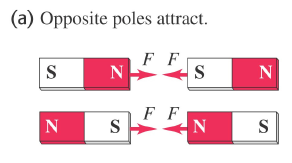 (a) Opposite poles attract.
S N F F S N
N S F F N S